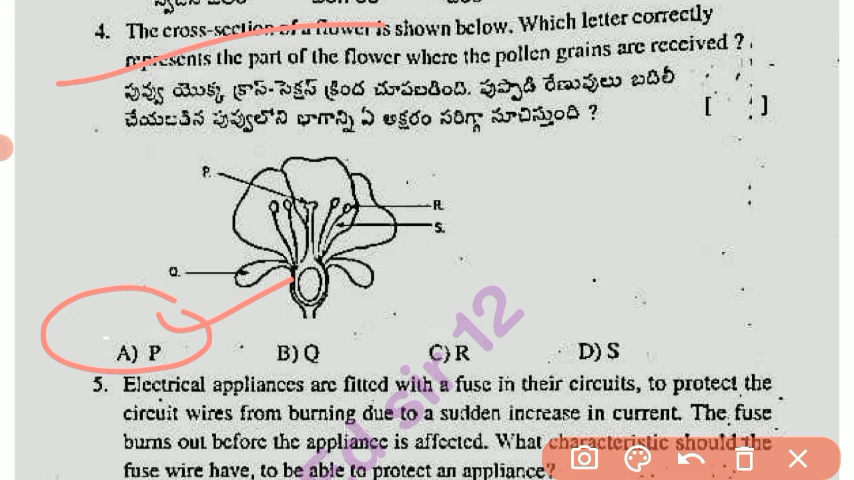 4. The cross-section of a flower is shown below. Which letter correctly
represents the part of the flower where the pollen grains are received ?
పువ్వు యొక్క క్రాస్-సెక్షన్ క్రింద చూపబడింది. పుప్పొడి రేణువులు బదిలీ
చేయబడిన పువ్వులోని భాగాన్ని ఏ అక్షరం సరిగ్గా సూచిస్తుంది ? [ ]
P.
R.
S.
Q.
A) P B) Q C) R D) S
5. Electrical appliances are fitted with a fuse in their circuits, to protect the
circuit wires from burning due to a sudden increase in current. The fuse
burns out before the appliance is affected. What characteristic should the
fuse wire have, to be able to protect an appliance?
Ed sir 12